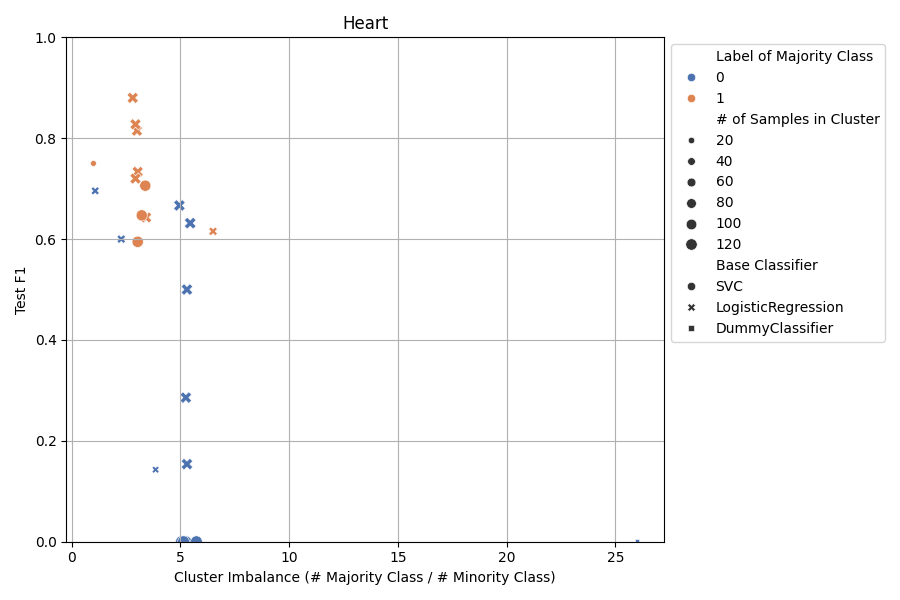 Heart
1.0
0.8
0.6
0.4
0.2
0.0
Test F1
0
5
10
15
20
25
Cluster Imbalance (# Majority Class / # Minority Class)
Label of Majority Class
0
1
# of Samples in Cluster
20
40
60
80
100
120
Base Classifier
SVC
LogisticRegression
DummyClassifier